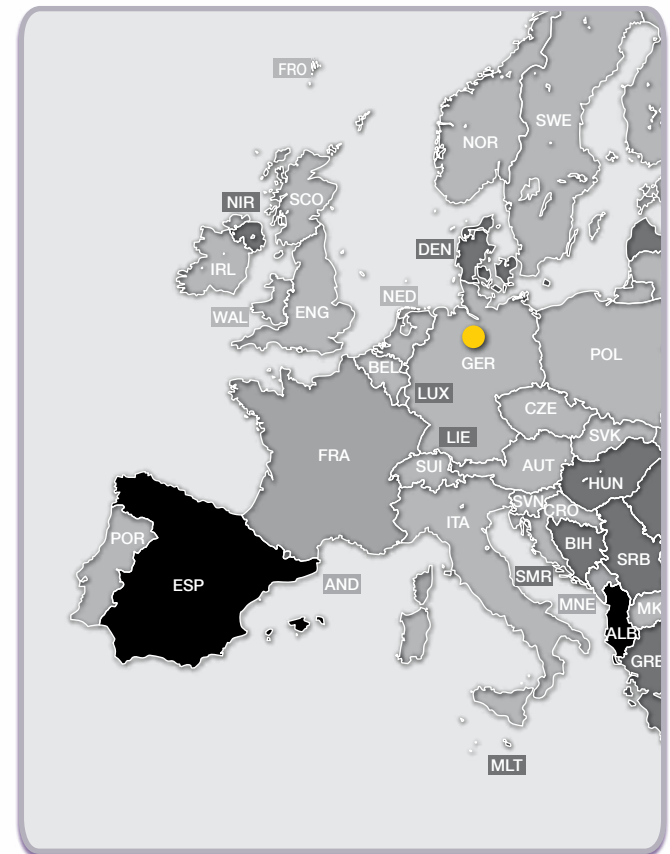 FRO
SWE
NOR
NIR
SCO
DEN
IRL
NED
ENG
WAL
POL
GER
BEL
LUX
CZE
LIE
SVK
FRA
SUI
AUT
HUN
SVN
CRO
ITA
POR
BIH
SRB
SMR
ESP
AND
MNE
MK
ALE
GRE
MLT